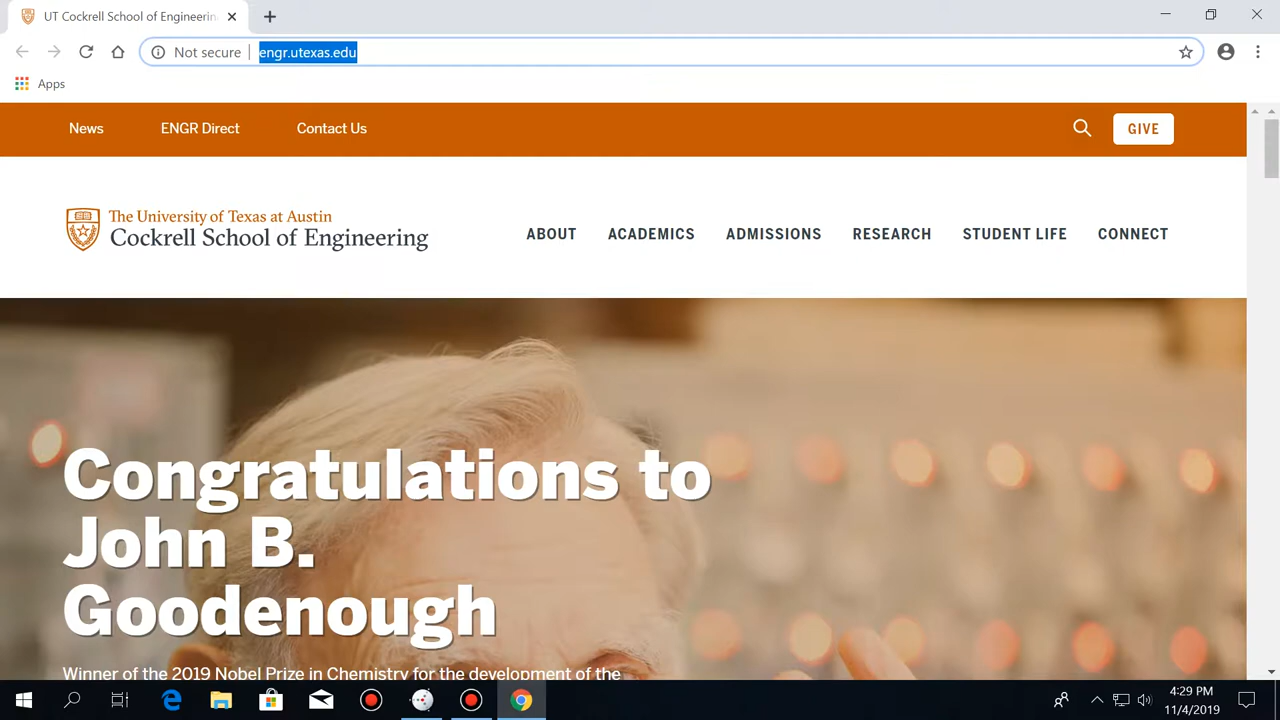 UT Cockrell School of Engineerin
Not secure
engr.utexas.edu
Apps
News
ENGR Direct
Contact Us
GIVE
The University of Texas at Austin
Cockrell School of Engineering
ABOUT
ACADEMICS
ADMISSIONS
RESEARCH
STUDENT LIFE
CONNECT
Congratulations to
John B.
Goodenough
Winner of the 2019 Nobel Prize in Chemistry for the development of the
4:29 PM
11/4/2019